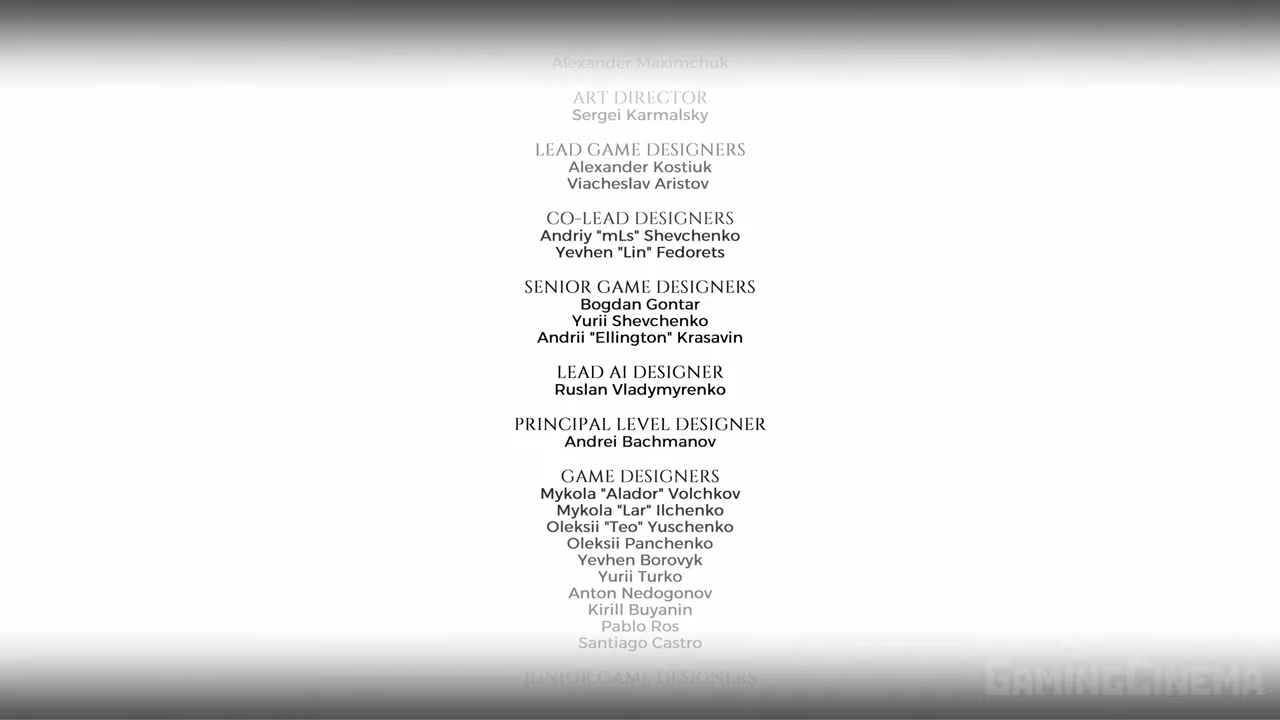 Alexander Maximchuk
ART DIRECTOR
Sergei Karmalsky
LEAD GAME DESIGNERS
Alexander Kostiuk
Viacheslav Aristov
CO-LEAD DESIGNERS
Andriy "mLs" Shevchenko
Yevhen "Lin" Fedorets
SENIOR GAME DESIGNERS
Bogdan Gontar
Yurii Shevchenko
Andrii "Ellington" Krasavin
LEAD AI DESIGNER
Ruslan Vladymyrenko
PRINCIPAL LEVEL DESIGNER
Andrei Bachmanov
GAME DESIGNERS
Mykola "Alador" Volchkov
Mykola "Lar" Ilchenko
Oleksii "Teo" Yuschenko
Oleksii Panchenko
Yevhen Borovyk
Yurii Turko
Anton Nedogonov
Kirill Buyanin
Pablo Ros
Santiago Castro
JUNIOR GAME DESIGNERS
GAMINGCINEMA